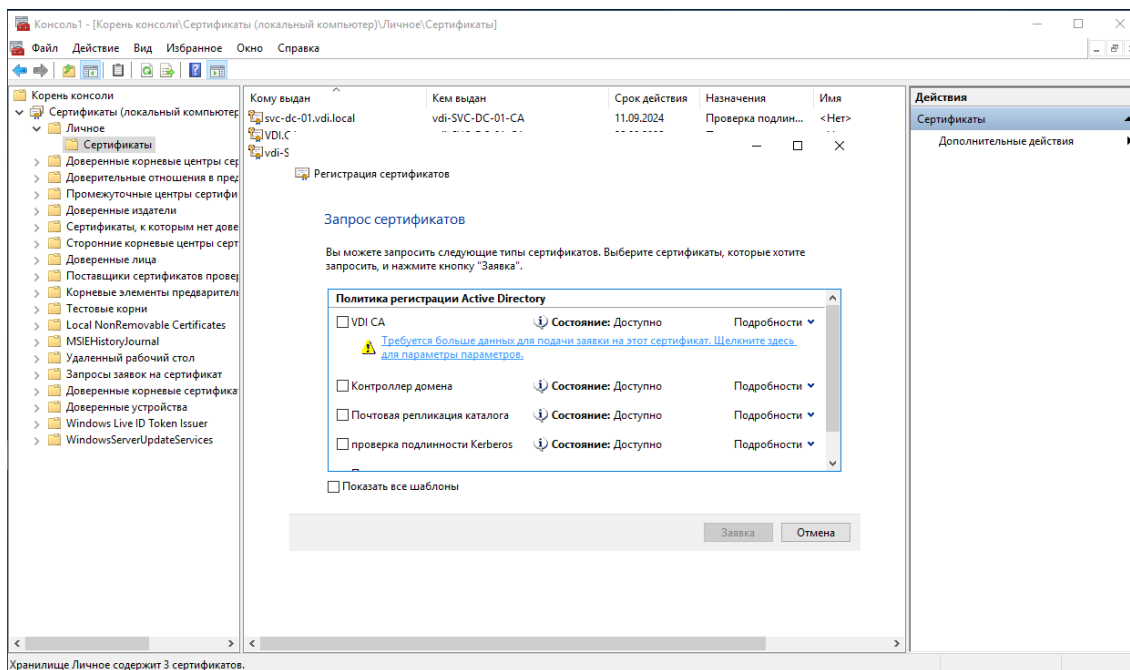 Консоль1 - [Корень консоли\Сертификаты (локальный компьютер)\Личное\Сертификаты]
Файл Действие Вид Избранное Окно Справка
Корень консоли
Сертификаты (локальный компьютер
Личное
Сертификаты
Доверенные корневые центры сер
Доверительные отношения в пред
Промежуточные центры сертифи
Доверенные издатели
Сертификаты, к которым нет дове
Сторонние корневые центры серт
Доверенные лица
Поставщики сертификатов провер
Корневые элементы предваритель
Тестовые корни
Local NonRemovable Certificates
MSIEHistoryJournal
Удаленный рабочий стол
Запросы заявок на сертификат
Доверенные корневые сертифика
Доверенные устройства
Windows Live ID Token Issuer
WindowsServerUpdateServices
Кому выдан Кем выдан Срок действия Назначения Имя
svc-dc-01.vdi.local vdi-SVC-DC-01-CA 11.09.2024 Проверка подлин... <Нет>
VDI.C
vdi-S
Регистрация сертификатов
Запрос сертификатов
Вы можете запросить следующие типы сертификатов. Выберите сертификаты, которые хотите
запросить, и нажмите кнопку "Заявка".
Политика регистрации Active Directory
VDI CA Состояние: Доступно Подробности
Требуется больше данных для подачи заявки на этот сертификат. Щелкните здесь
для параметры параметров.
Контроллер домена Состояние: Доступно Подробности
Почтовая репликация каталога Состояние: Доступно Подробности
проверка подлинности Kerberos Состояние: Доступно Подробности
Показать все шаблоны
Заявка Отмена
Действия
Сертификаты
Дополнительные действия
Хранилище Личное содержит 3 сертификатов.